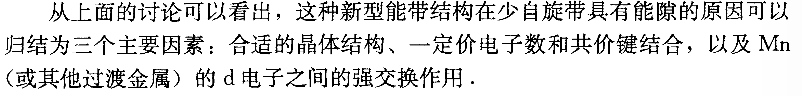 从上面的讨论可以看出，这种新型能带结构在少自旋带具有能隙的原因可以
归结为三个主要因素：合适的晶体结构、一定价电子数和共价键结合，以及 Mn
（或其他过渡金属）的 d 电子之间的强交换作用．